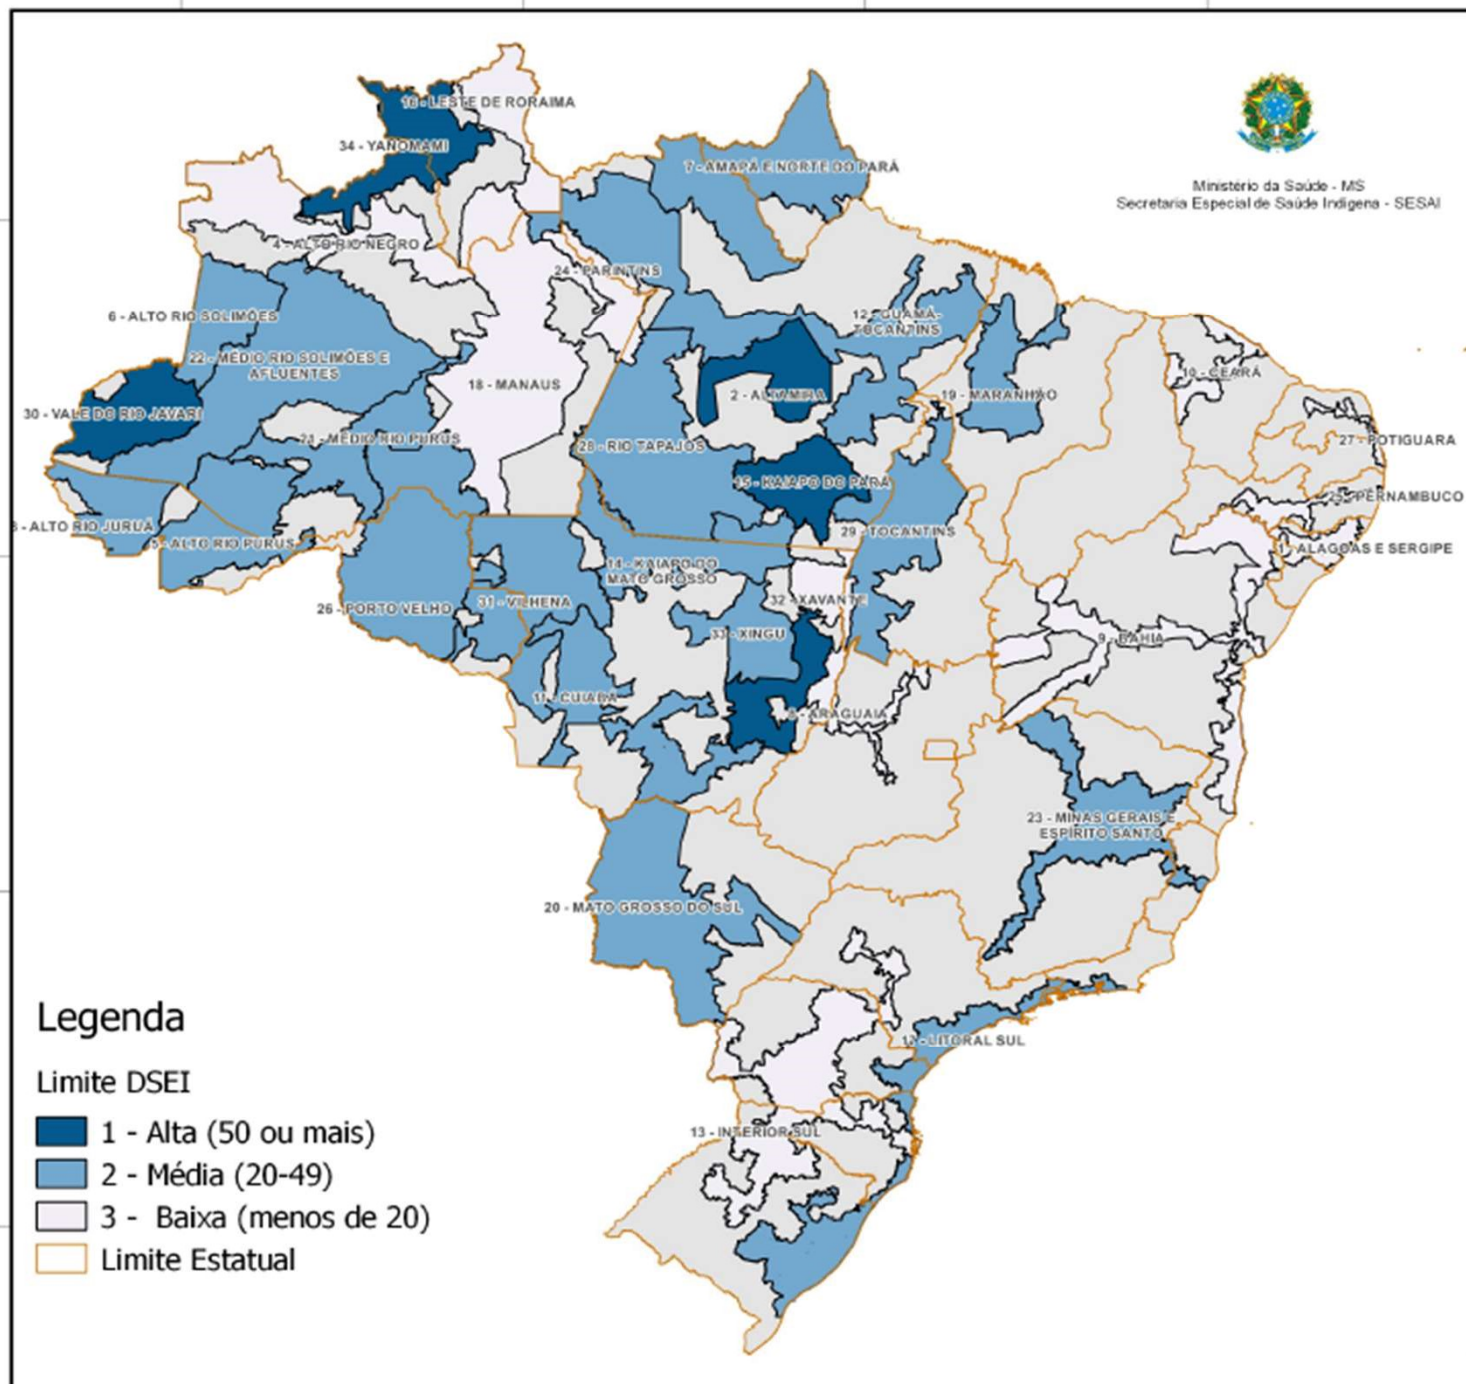 Ministério da Saúde - MS
Secretaria Especial de Saúde Indígena - SESAI
16 - LESTE DE RORAIMA
34 - YANOMAMI
7 - AMAPÁ E NORTE DO PARÁ
4 - ALTO RIO NEGRO
24 - PARINTINS
6 - ALTO RIO SOLIMÕES
12 - GUAMÁ-
TOCANTINS
22 - MÉDIO RIO SOLIMÕES E
AFLUENTES
10 - CEARÁ
18 - MANAUS
2 - ALTAMIRA
19 - MARANHÃO
30 - VALE DO RIO JAVARI
21 - MÉDIO RIO PURUS
28 - RIO TAPAJÓS
27 - POTIGUARA
15 - KAIAPÓ DO PARÁ
25 - PERNAMBUCO
- ALTO RIO JURUÁ
29 - TOCANTINS
5 - ALTO RIO PURUS
1 - ALAGOAS E SERGIPE
14 - KAIAPÓ DO
MATO GROSSO
26 - PORTO VELHO
31 - VILHENA
32 - XAVANTE
33 - XINGU
9 - BAHIA
11 - CUIABÁ
- ARAGUAIA
23 - MINAS GERAIS E
ESPÍRITO SANTO
20 - MATO GROSSO DO SUL
17 - LITORAL SUL
13 - INTERIOR SUL
Legenda
Limite DSEI
1 - Alta (50 ou mais)
2 - Média (20-49)
3 - Baixa (menos de 20)
Limite Estatual